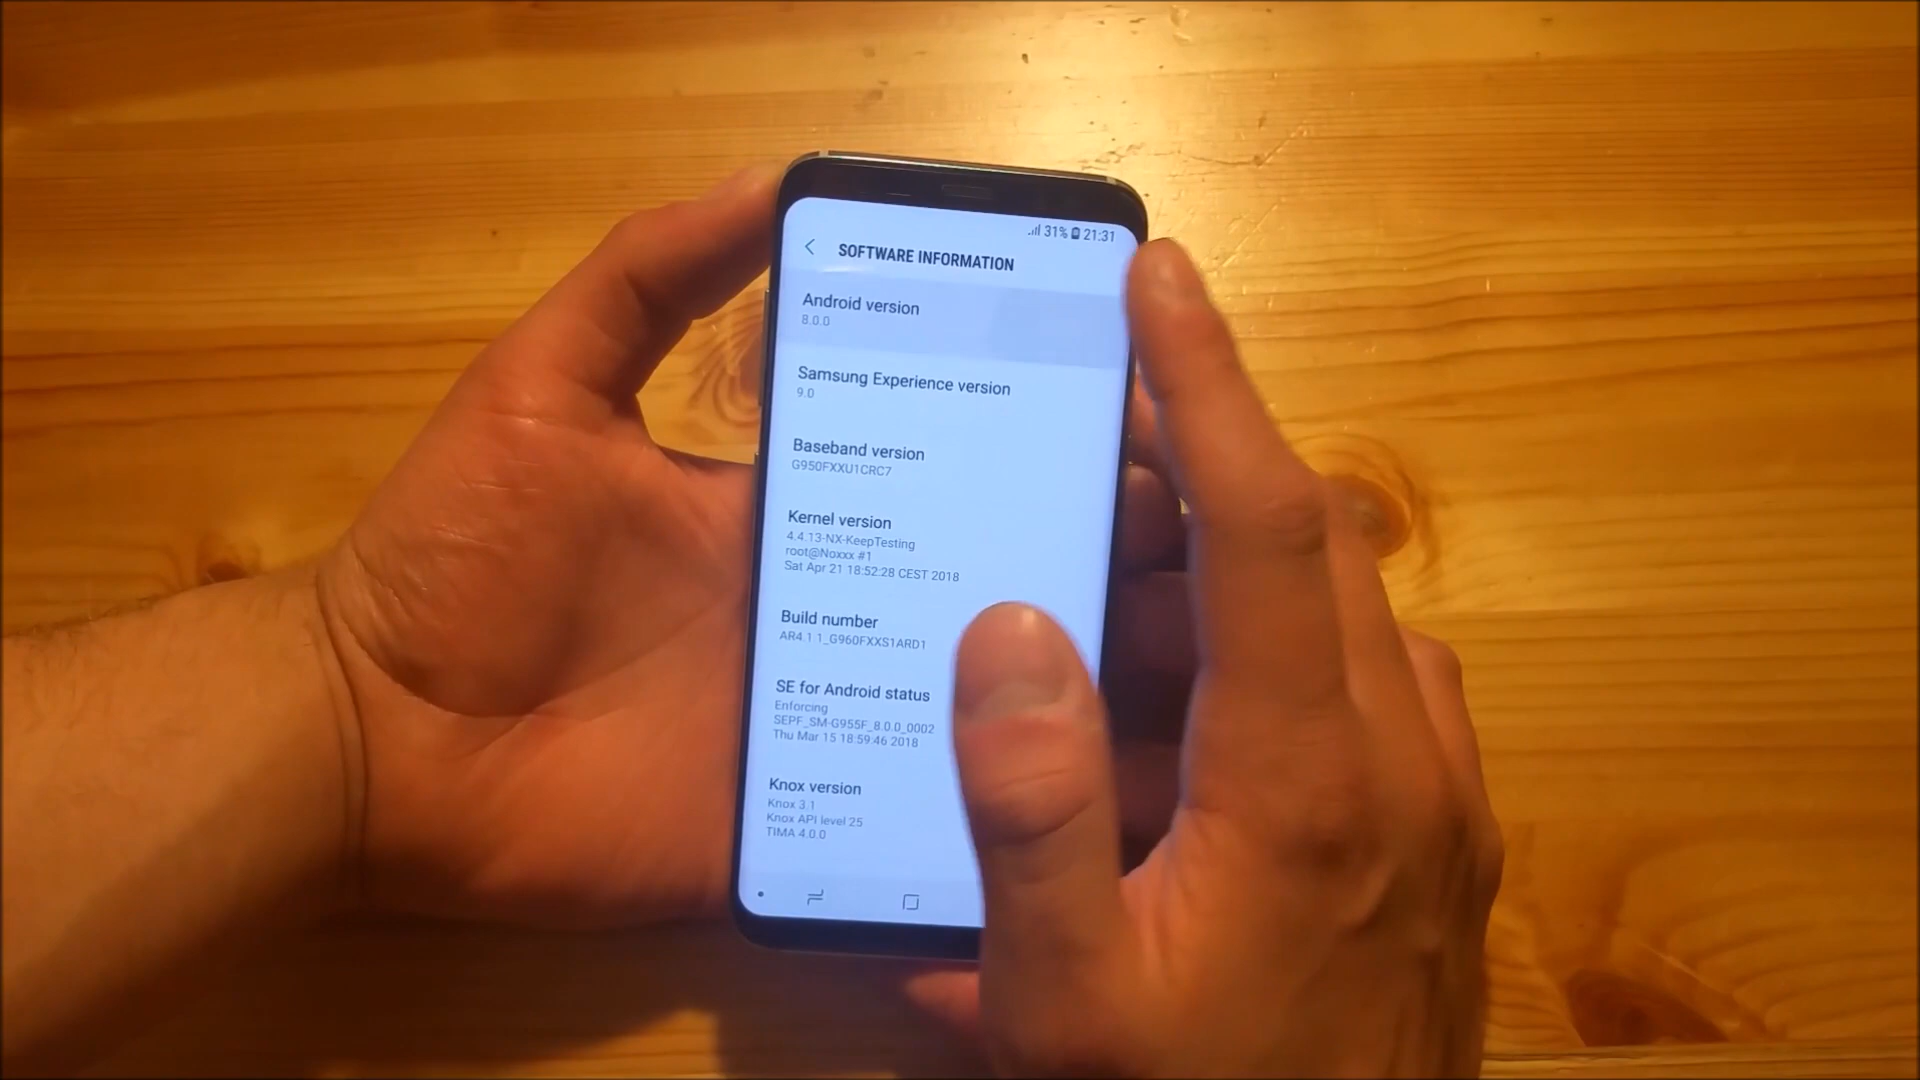 31% 21:31
SOFTWARE INFORMATION
Android version
8.0.0
Samsung Experience version
9.0
Baseband version
G950FXXU1CRC7
Kernel version
4.4.13-NX-KeepTesting
root@Noxxx #1
Sat Apr 21 18:52:28 CEST 2018
Build number
AR4.1 1_G960FXXS1ARD1
SE for Android status
Enforcing
SEPF_SM-G955F_8.0.0_0002
Thu Mar 15 18:59:46 2018
Knox version
Knox 3.1
Knox API level 25
TIMA 4.0.0